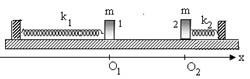 k₁ m 1 2 m k₂
x
O₁ O₂